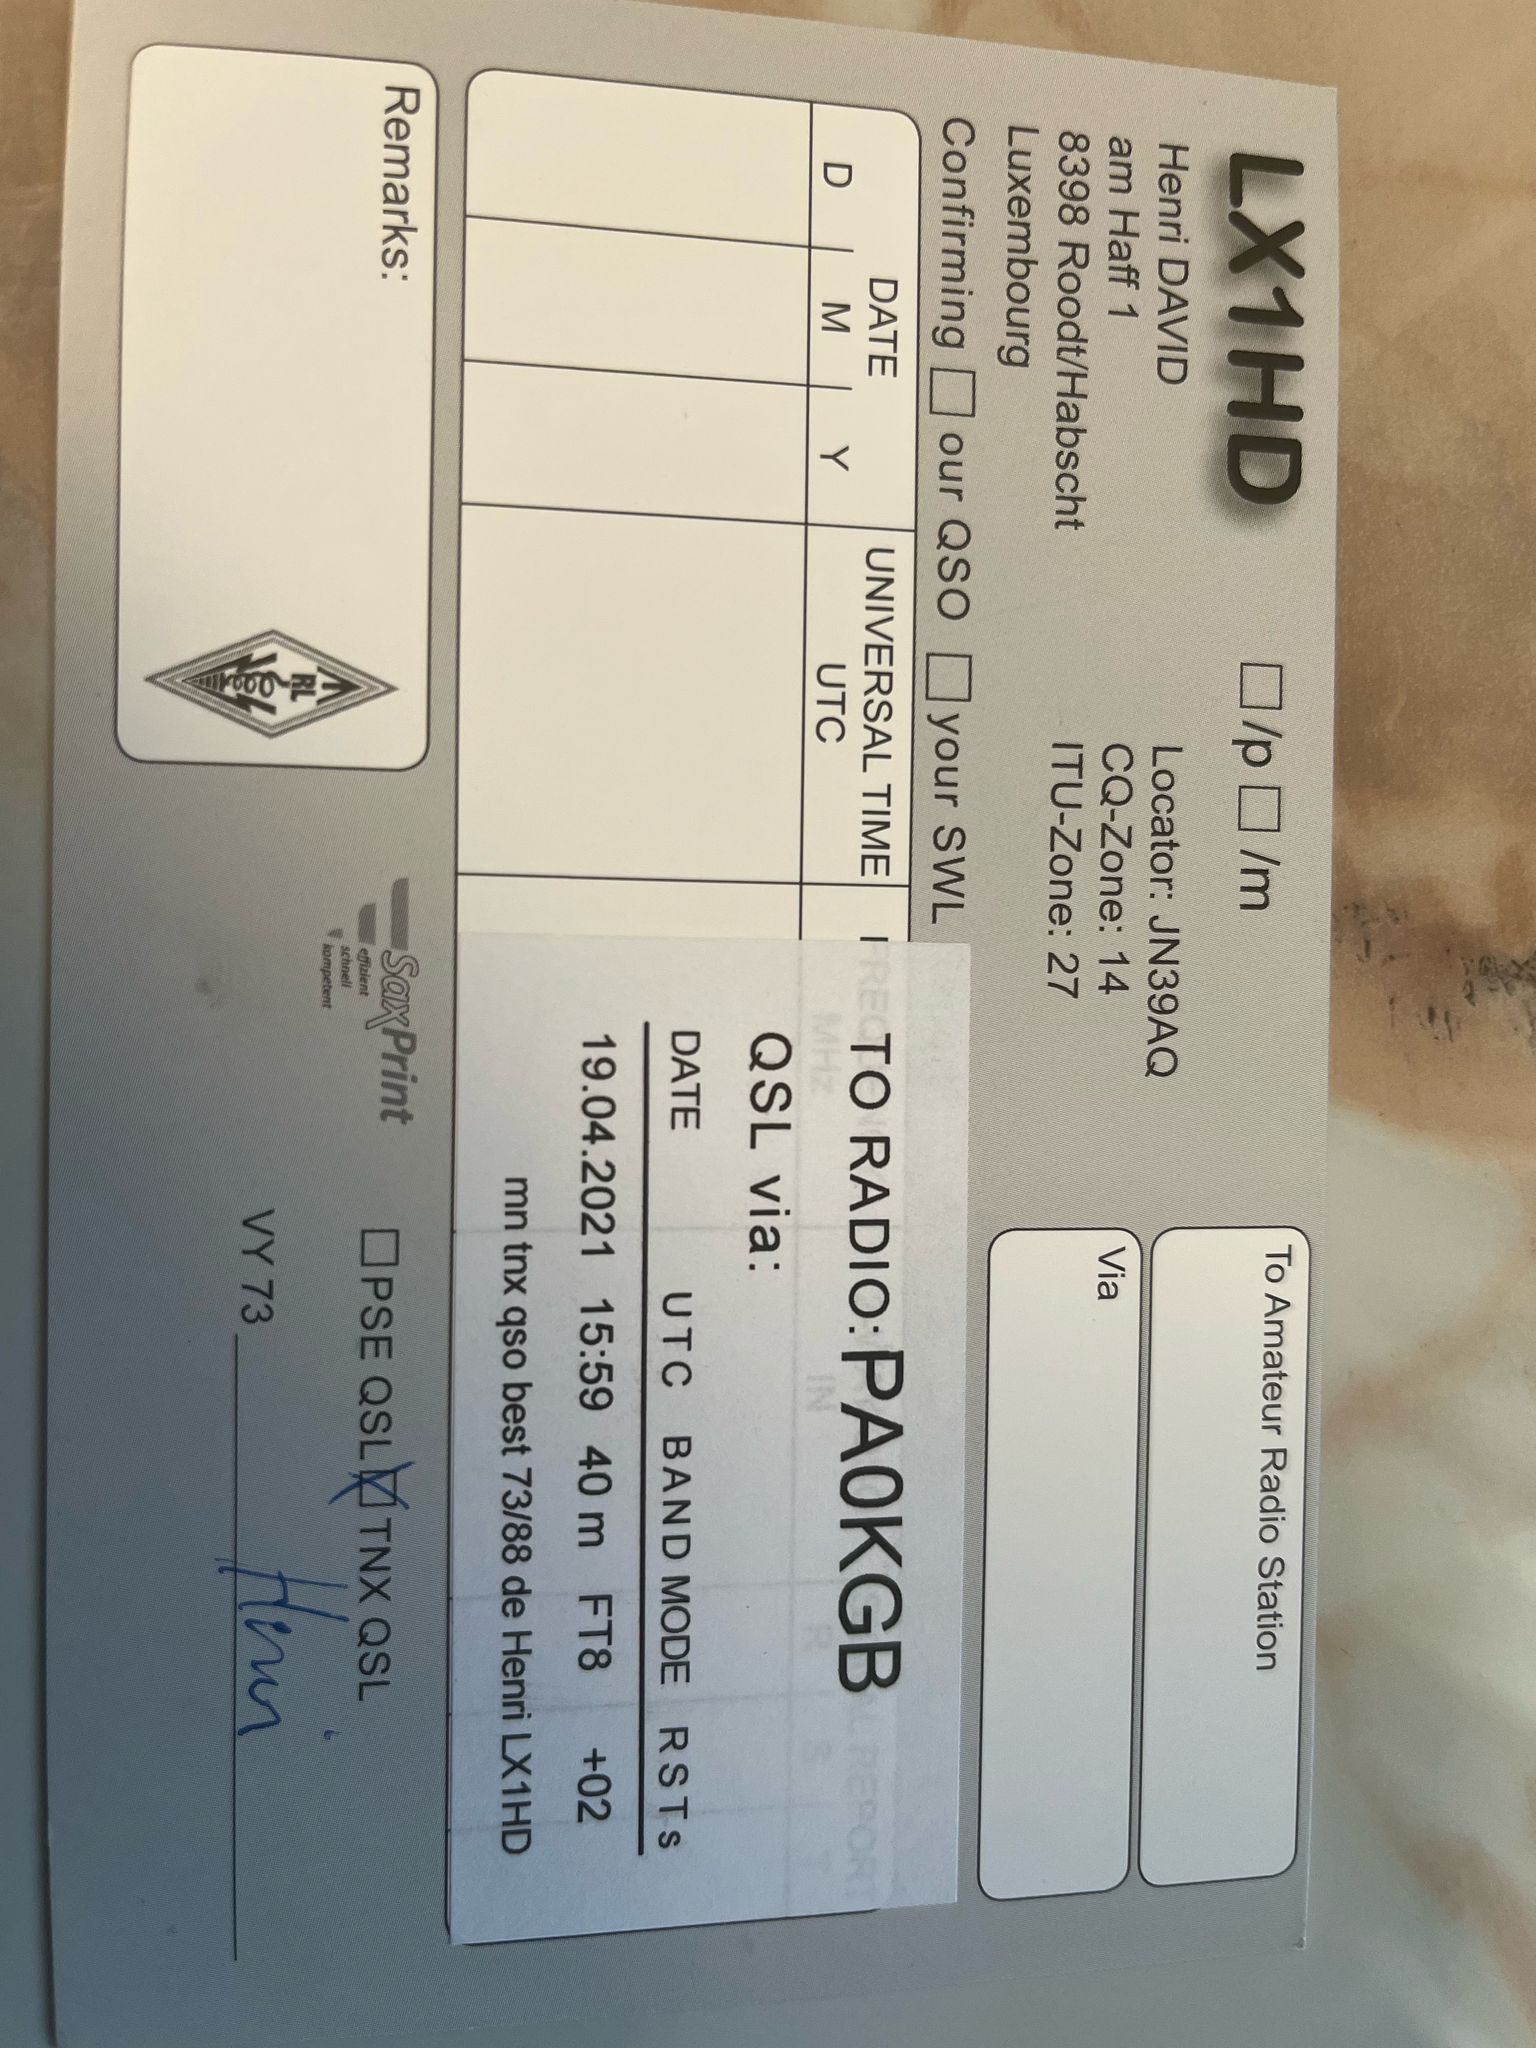 LX1HD □/p □/m
To Amateur Radio Station
Henri DAVID
am Haff 1
8398 Roodt/Habscht
Luxembourg
Locator: JN39AQ
CQ-Zone: 14
ITU-Zone: 27
Via
Confirming □ our QSO □ your SWL
DATE
D M Y
UNIVERSAL TIME
UTC
TO RADIO: PA0KGB
QSL via:
DATE UTC BAND MODE RSTs
19.04.2021 15:59 40 m FT8 +02
mn tnx qso best 73/88 de Henri LX1HD
Remarks:
RL
SaxPrint
effizient
schnell
kompetent
□ PSE QSL ☒ TNX QSL
VY 73 Henri